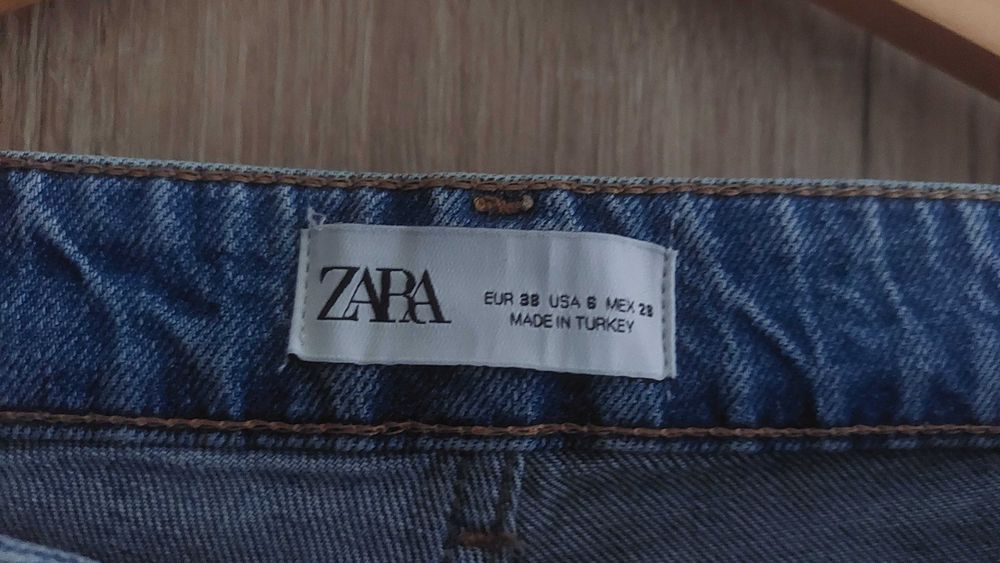 ZARA
EUR 38 USA 6 MEX 28
MADE IN TURKEY